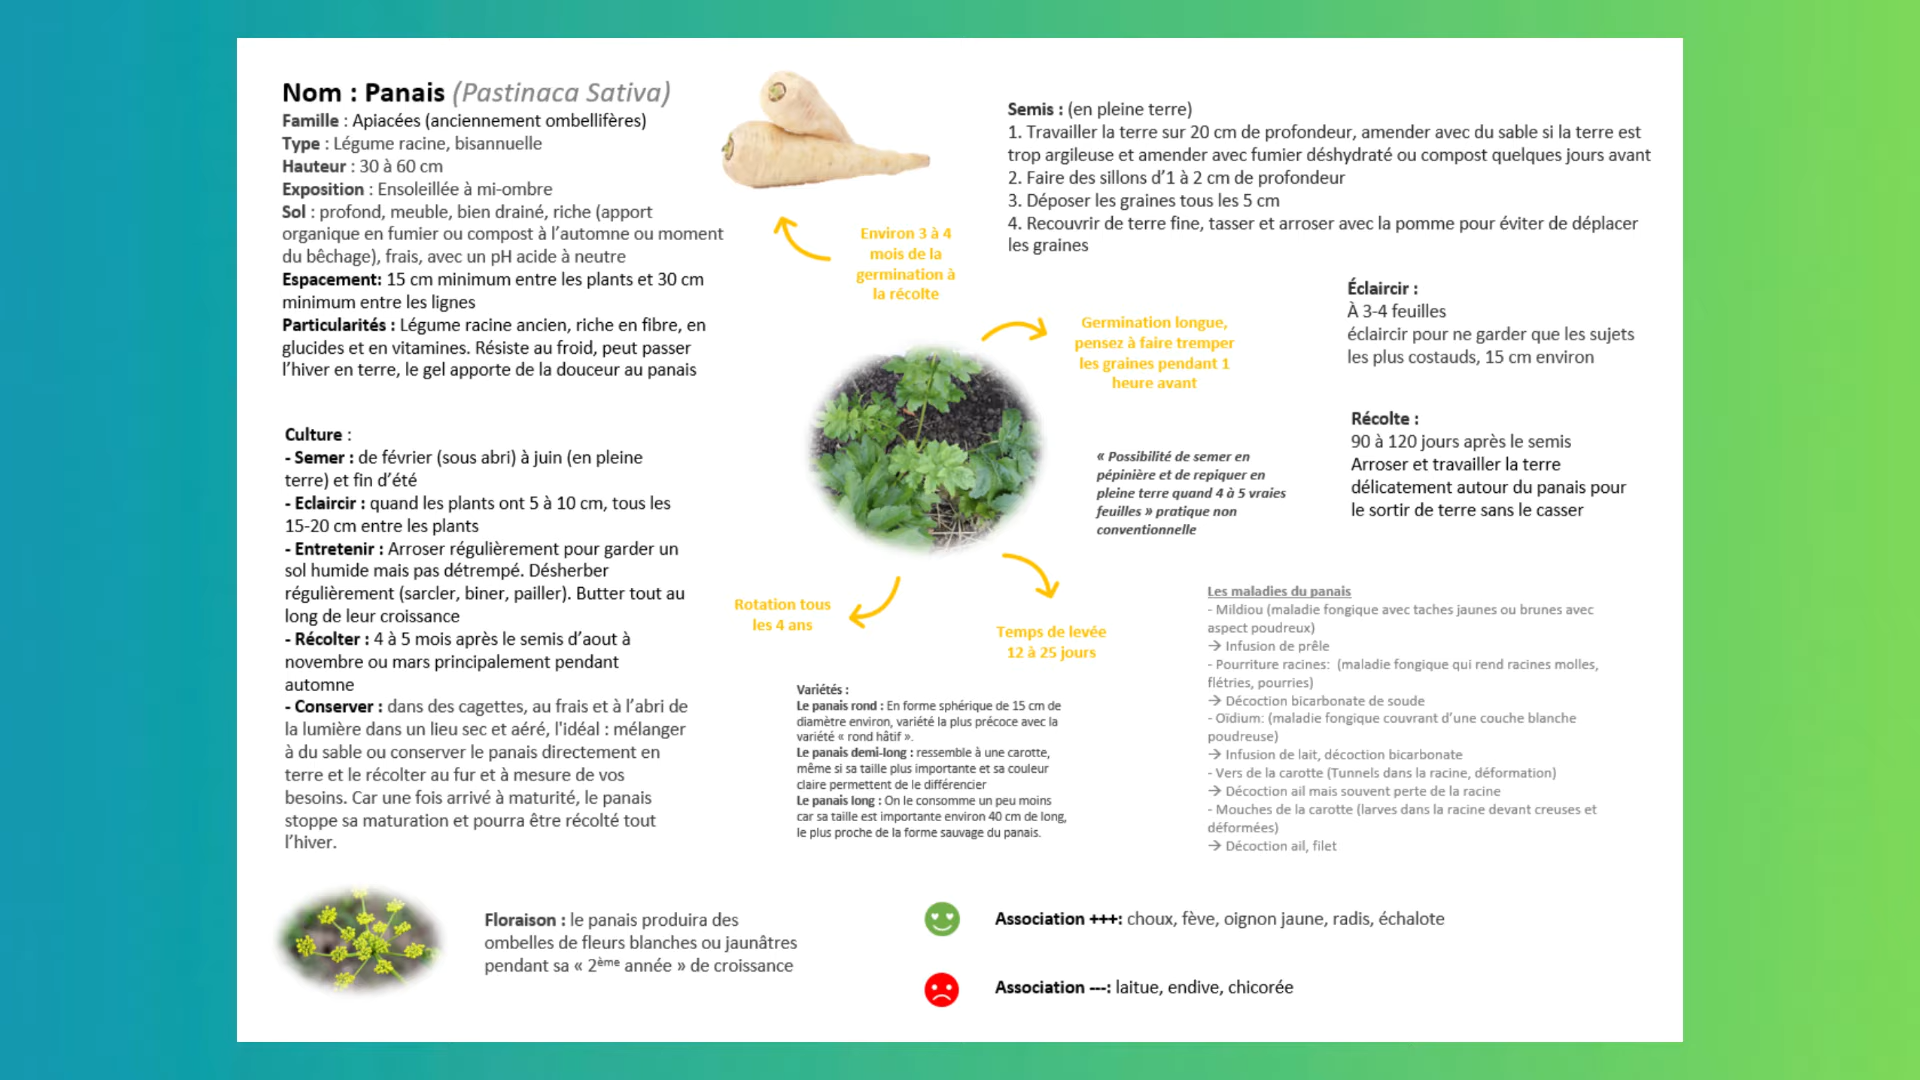 Nom : Panais (Pastinaca Sativa)
Famille : Apiacées (anciennement ombellifères)
Type : Légume racine, bisannuelle
Hauteur : 30 à 60 cm
Exposition : Ensoleillée à mi-ombre
Sol : profond, meuble, bien drainé, riche (apport
organique en fumier ou compost à l'automne ou moment
du bêchage), frais, avec un pH acide à neutre
Espacement: 15 cm minimum entre les plants et 30 cm
minimum entre les lignes
Particularités : Légume racine ancien, riche en fibre, en
glucides et en vitamines. Résiste au froid, peut passer
l'hiver en terre, le gel apporte de la douceur au panais
Culture :
- Semer : de février (sous abri) à juin (en pleine
terre) et fin d'été
- Eclaircir : quand les plants ont 5 à 10 cm, tous les
15-20 cm entre les plants
- Entretenir : Arroser régulièrement pour garder un
sol humide mais pas détrempé. Désherber
régulièrement (sarcler, biner, pailler). Butter tout au
long de leur croissance
- Récolter : 4 à 5 mois après le semis d'aout à
novembre ou mars principalement pendant
automne
- Conserver : dans des cagettes, au frais et à l'abri de
la lumière dans un lieu sec et aéré, l'idéal : mélanger
à du sable ou conserver le panais directement en
terre et le récolter au fur et à mesure de vos
besoins. Car une fois arrivé à maturité, le panais
stoppe sa maturation et pourra être récolté tout
l'hiver.
Environ 3 à 4
mois de la
germination à
la récolte
Germination longue,
pensez à faire tremper
les graines pendant 1
heure avant
« Possibilité de semer en
pépinière et de repiquer en
pleine terre quand 4 à 5 vraies
feuilles » pratique non
conventionnelle
Rotation tous
les 4 ans
Temps de levée
12 à 25 jours
Variétés :
Le panais rond : En forme sphérique de 15 cm de
diamètre environ, variété la plus précoce avec la
variété « rond hâtif ».
Le panais demi-long : ressemble à une carotte,
même si sa taille plus importante et sa couleur
claire permettent de le différencier
Le panais long : On le consomme un peu moins
car sa taille est importante environ 40 cm de long,
le plus proche de la forme sauvage du panais.
Semis : (en pleine terre)
1. Travailler la terre sur 20 cm de profondeur, amender avec du sable si la terre est
trop argileuse et amender avec fumier déshydraté ou compost quelques jours avant
2. Faire des sillons d'1 à 2 cm de profondeur
3. Déposer les graines tous les 5 cm
4. Recouvrir de terre fine, tasser et arroser avec la pomme pour éviter de déplacer
les graines
Éclaircir :
À 3-4 feuilles
éclaircir pour ne garder que les sujets
les plus costauds, 15 cm environ
Récolte :
90 à 120 jours après le semis
Arroser et travailler la terre
délicatement autour du panais pour
le sortir de terre sans le casser
Les maladies du panais
- Mildiou (maladie fongique avec taches jaunes ou brunes avec
aspect poudreux)
→ Infusion de prêle
- Pourriture racines: (maladie fongique qui rend racines molles,
flétries, pourries)
→ Décoction bicarbonate de soude
- Oïdium: (maladie fongique couvrant d'une couche blanche
poudreuse)
→ Infusion de lait, décoction bicarbonate
- Vers de la carotte (Tunnels dans la racine, déformation)
→ Décoction ail mais souvent perte de la racine
- Mouches de la carotte (larves dans la racine devant creuses et
déformées)
→ Décoction ail, filet
Floraison : le panais produira des
ombelles de fleurs blanches ou jaunâtres
pendant sa « 2ème année » de croissance
Association +++: choux, fève, oignon jaune, radis, échalote
Association ---: laitue, endive, chicorée